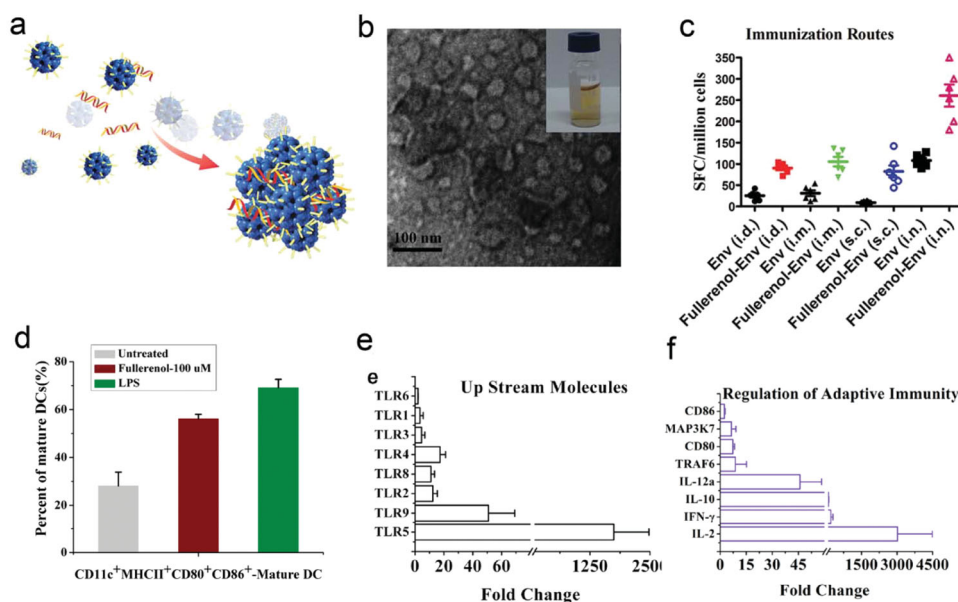 a
b
100 nm
c
Immunization Routes
SFC/million cells
350
300
250
200
150
100
50
0
Env (i.d.)
Fullerenol-Env (i.d.)
Env (i.m.)
Fullerenol-Env (i.m.)
Env (s.c.)
Fullerenol-Env (s.c.)
Env (i.n.)
Fullerenol-Env (i.n.)
d
Percent of mature DCs(%)
80
60
40
20
0
Untreated
Fullerenol-100 uM
LPS
CD11c+MHCII+CD80+CD86+-Mature DC
e
e
Up Stream Molecules
TLR6
TLR1
TLR3
TLR4
TLR8
TLR2
TLR9
TLR5
0 20 40 60 1250 2500
Fold Change
f
Regulation of Adaptive Immunity
CD86
MAP3K7
CD80
TRAF6
IL-12a
IL-10
IFN-γ
IL-2
0 15 30 45 1500 3000 4500
Fold Change